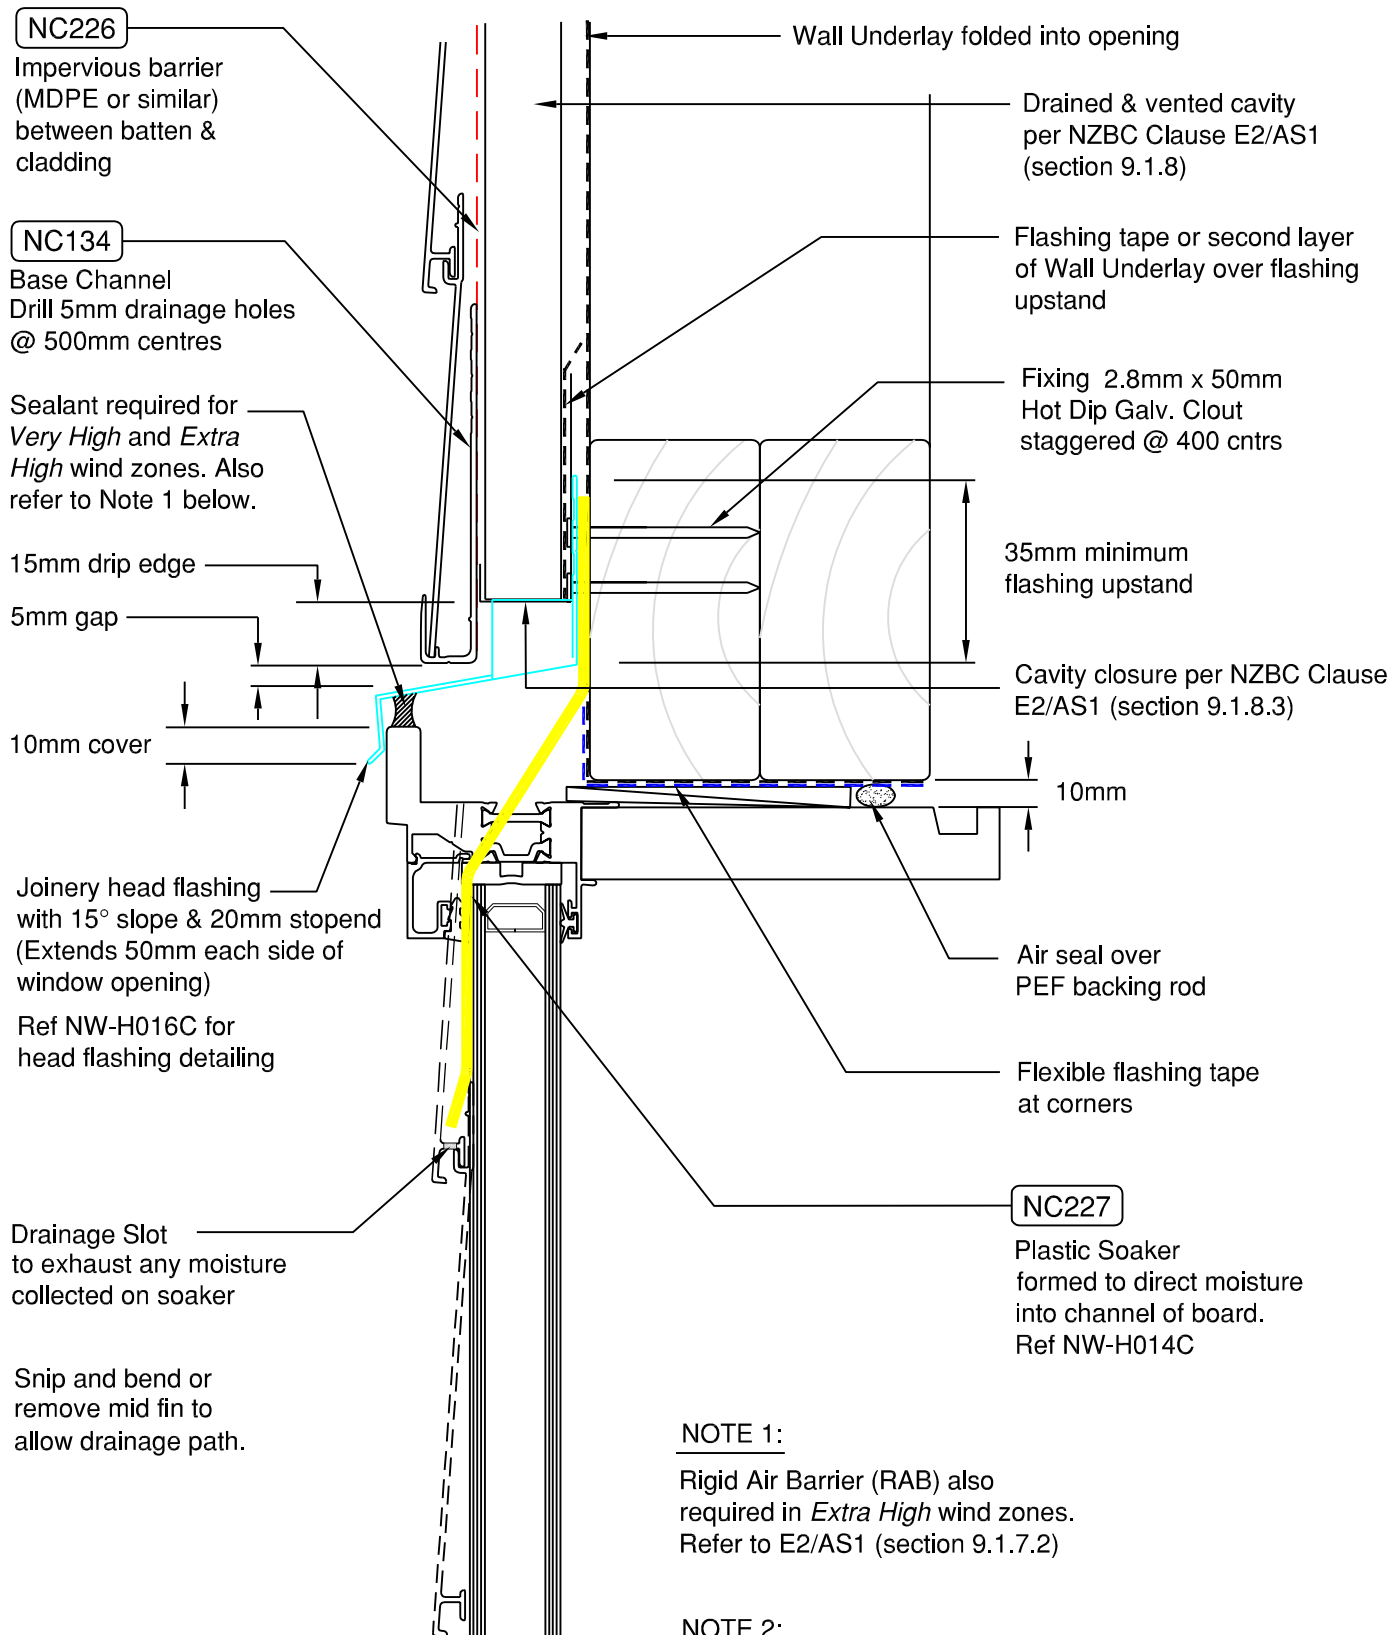 NC226
Impervious barrier
(MDPE or similar)
between batten &
cladding
NC134
Base Channel
Drill 5mm drainage holes
@ 500mm centres
Sealant required for
Very High and Extra
High wind zones. Also
refer to Note 1 below.
15mm drip edge
5mm gap
10mm cover
Joinery head flashing
with 15° slope & 20mm stopend
(Extends 50mm each side of
window opening)
Ref NW-H016C for
head flashing detailing
Drainage Slot
to exhaust any moisture
collected on soaker
Snip and bend or
remove mid fin to
allow drainage path.
Wall Underlay folded into opening
Drained & vented cavity
per NZBC Clause E2/AS1
(section 9.1.8)
Flashing tape or second layer
of Wall Underlay over flashing
upstand
Fixing 2.8mm x 50mm
Hot Dip Galv. Clout
staggered @ 400 cntrs
35mm minimum
flashing upstand
Cavity closure per NZBC Clause
E2/AS1 (section 9.1.8.3)
10mm
Air seal over
PEF backing rod
Flexible flashing tape
at corners
NC227
Plastic Soaker
formed to direct moisture
into channel of board.
Ref NW-H014C
NOTE 1:
Rigid Air Barrier (RAB) also
required in Extra High wind zones.
Refer to E2/AS1 (section 9.1.7.2)
NOTE 2: